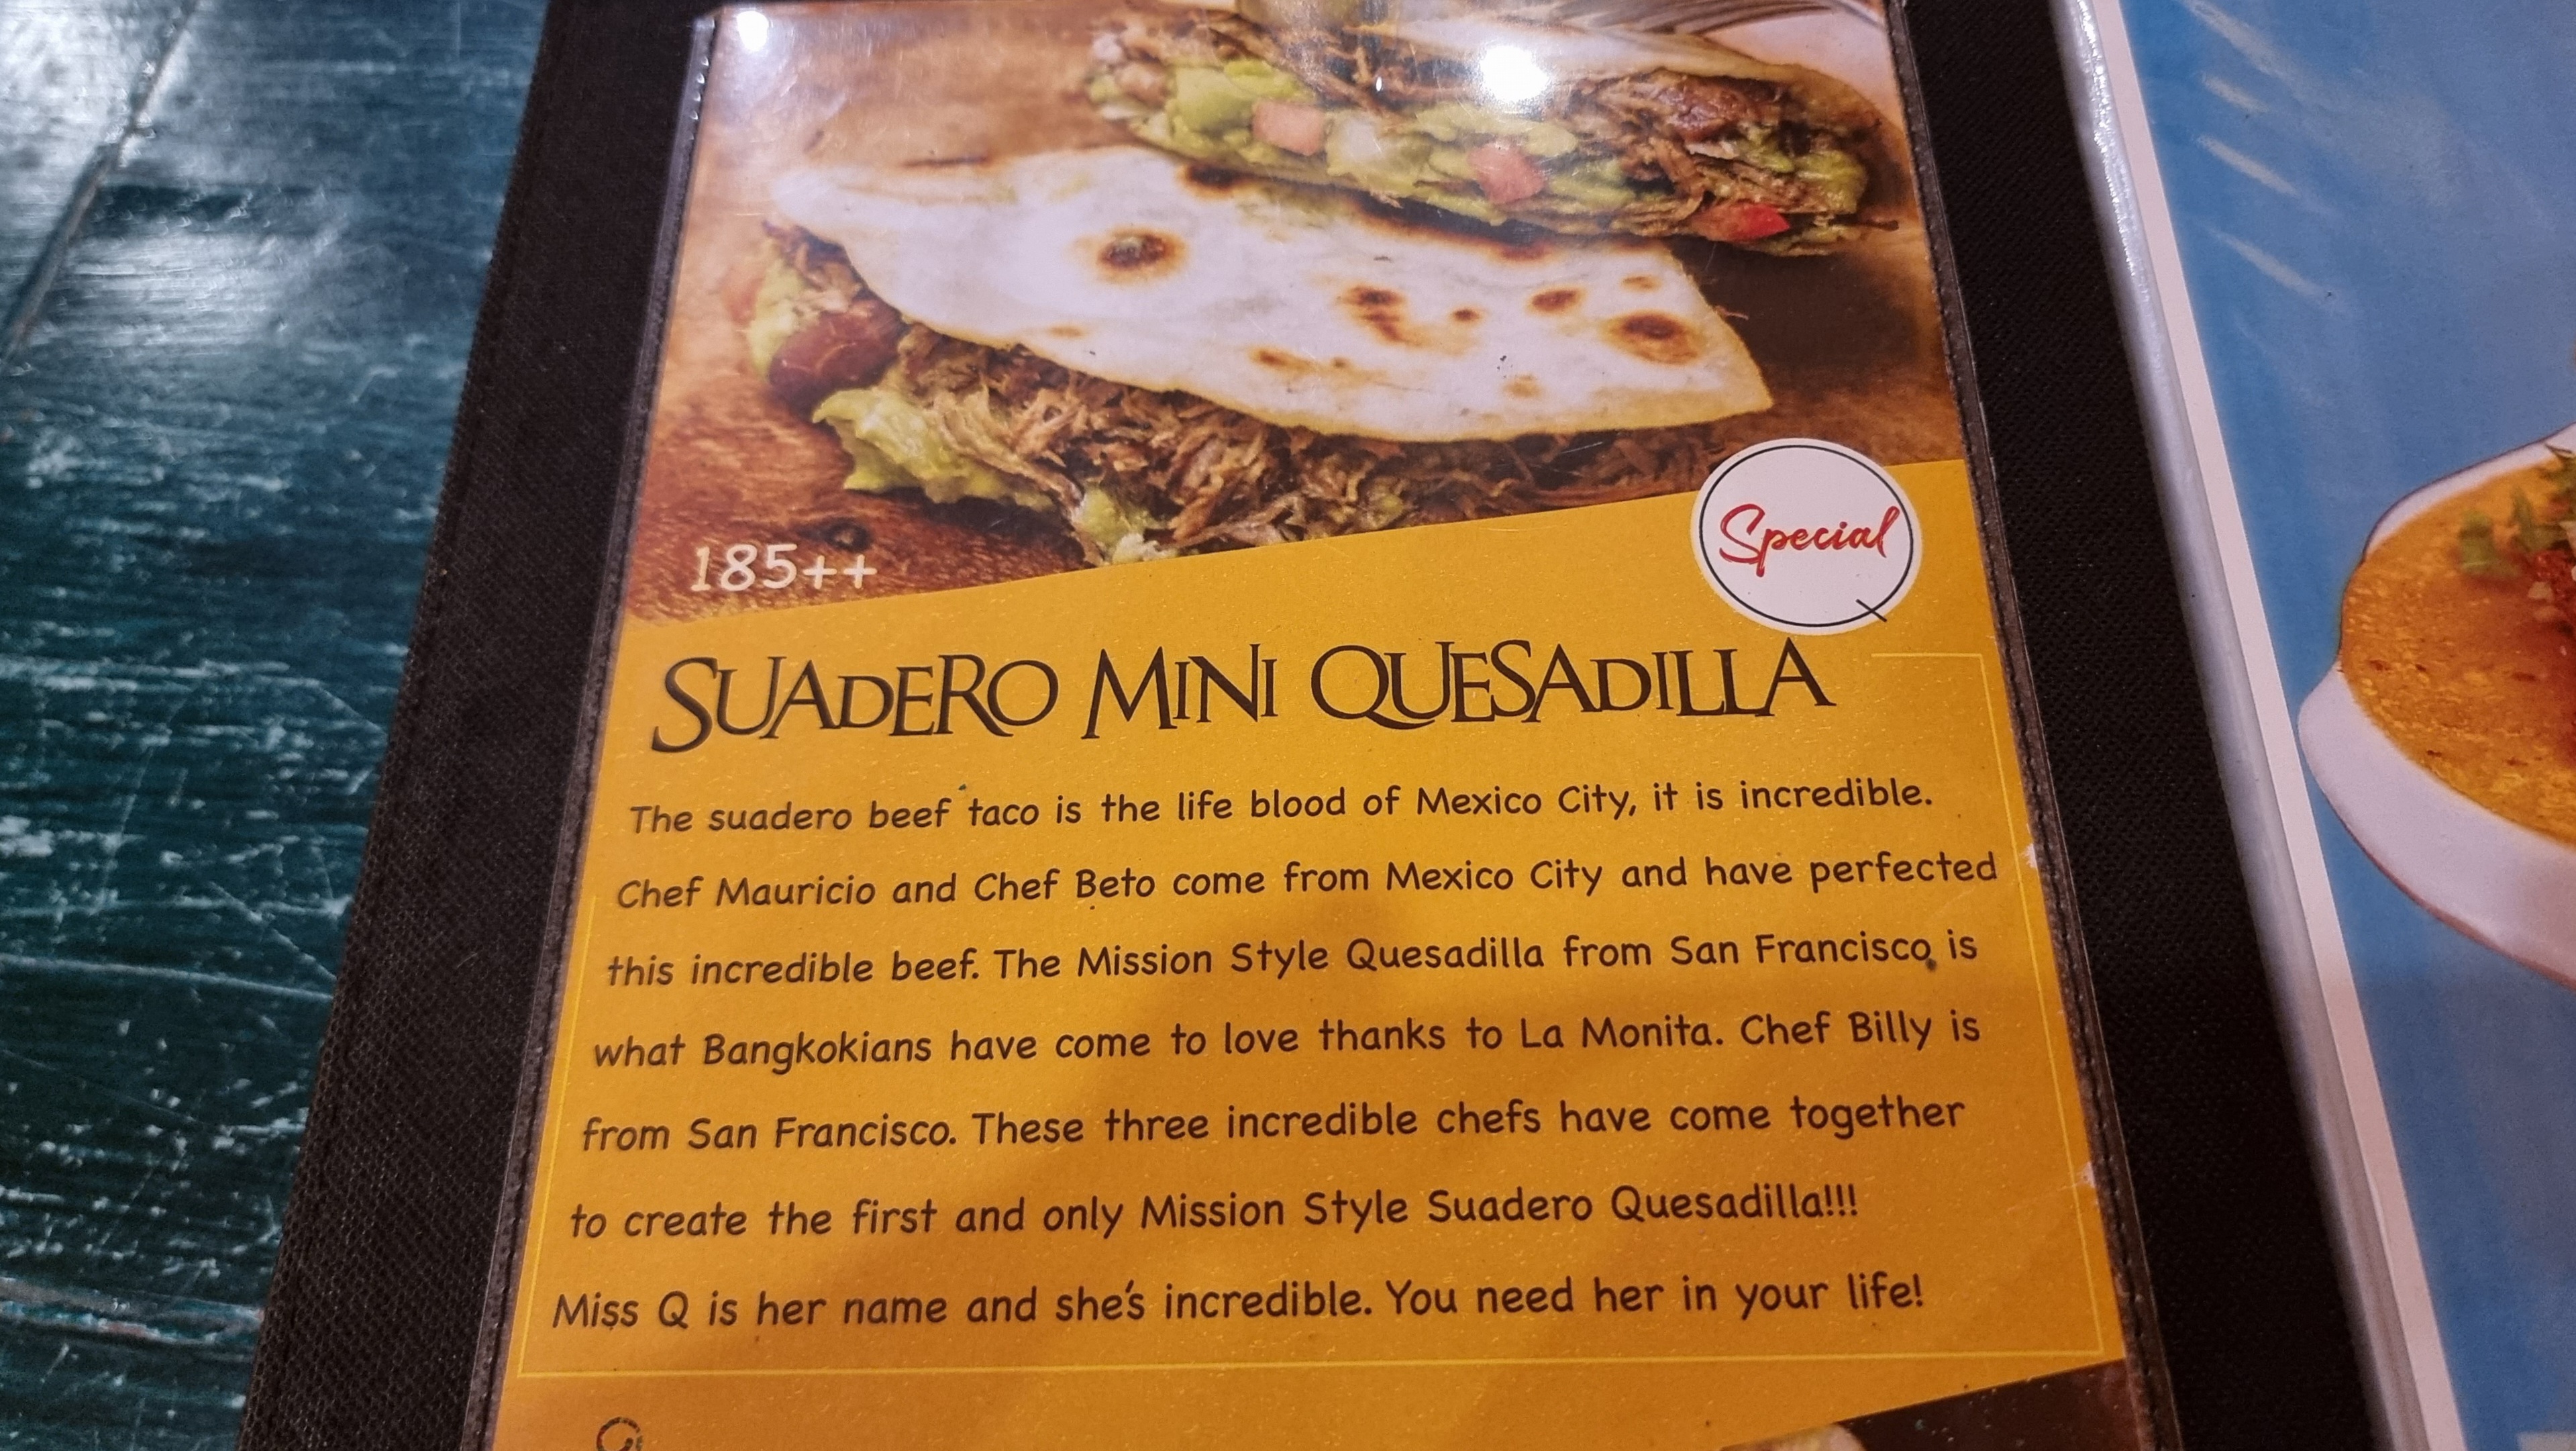 185++
Special
SUADERO MINI QUESADILLA
The suadero beef taco is the life blood of Mexico City, it is incredible.
Chef Mauricio and Chef Beto come from Mexico City and have perfected
this incredible beef. The Mission Style Quesadilla from San Francisco is
what Bangkokians have come to love thanks to La Monita. Chef Billy is
from San Francisco. These three incredible chefs have come together
to create the first and only Mission Style Suadero Quesadilla!!!
Miss Q is her name and she's incredible. You need her in your life!